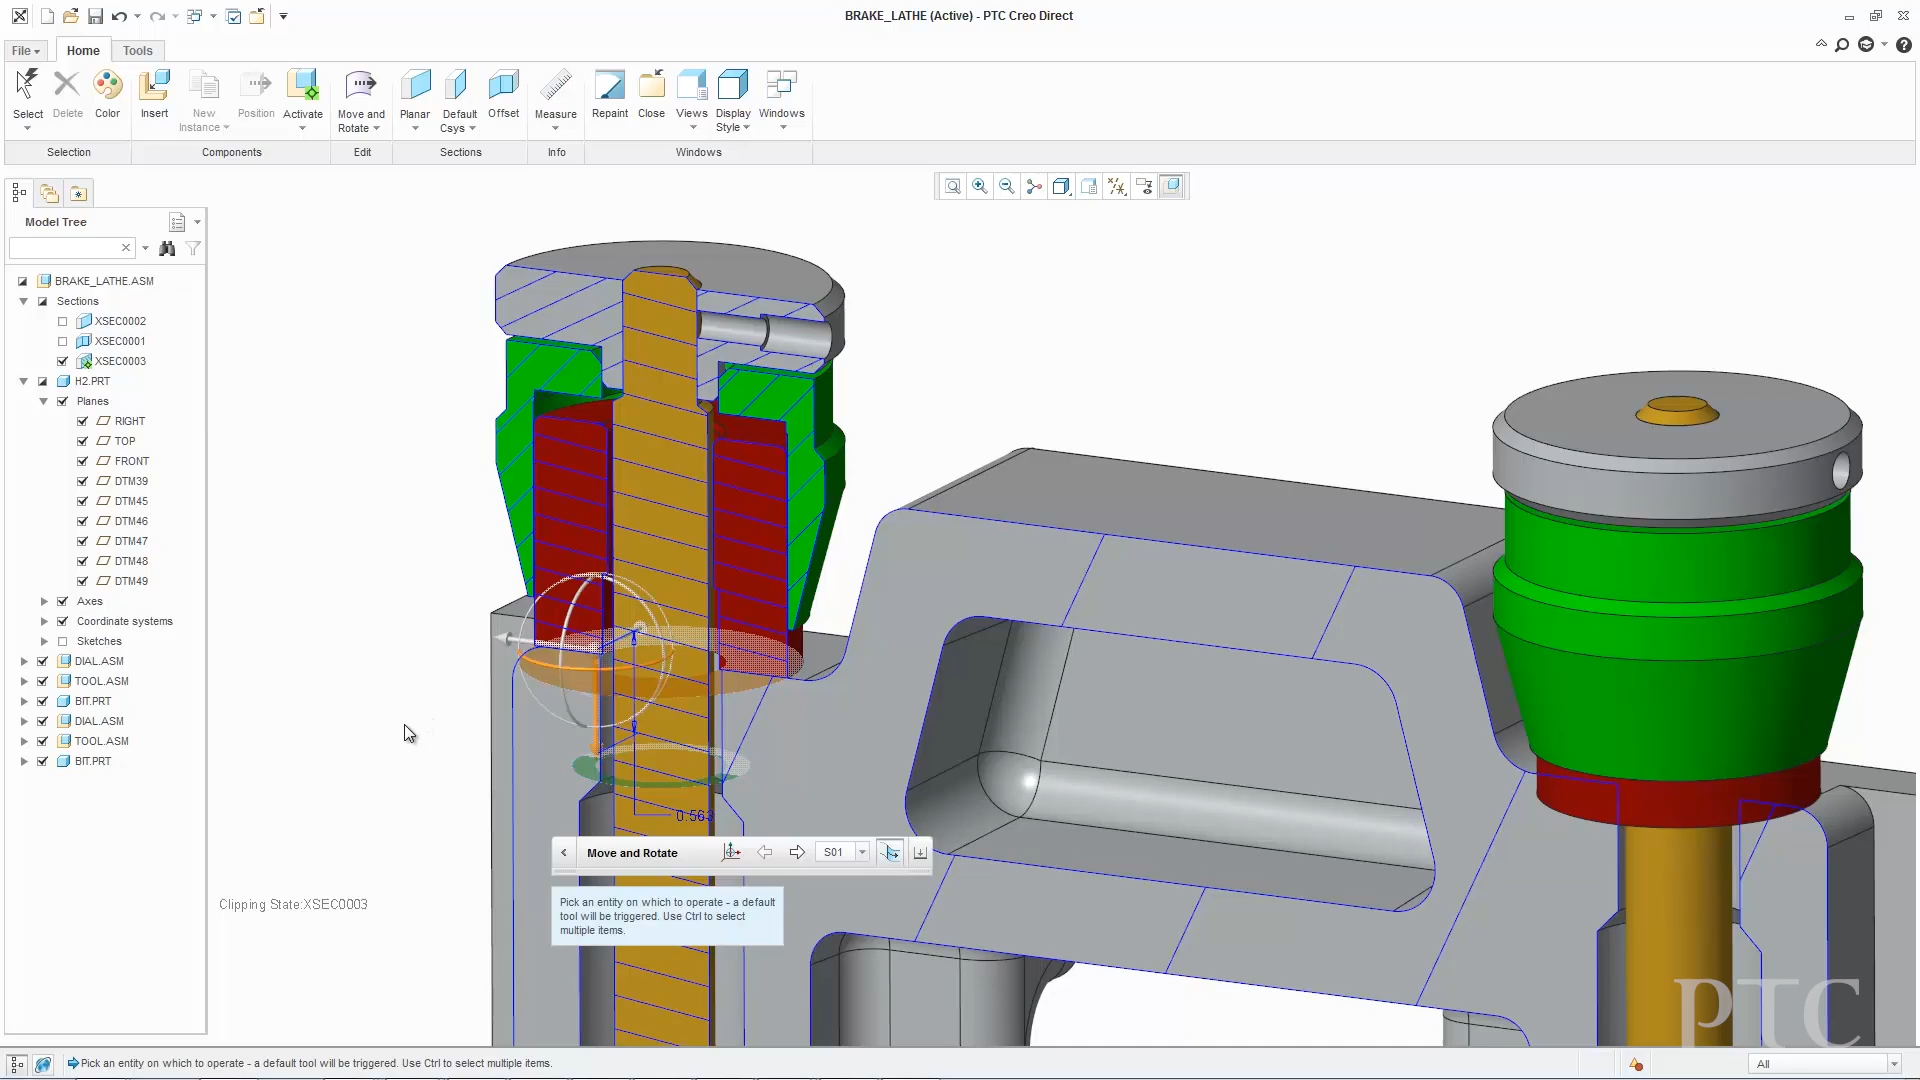 BRAKE_LATHE (Active) - PTC Creo Direct
File
Home
Tools
Select
Delete
Color
Insert
New Instance
Position
Activate
Move and Rotate
Planar
Default Csys
Offset
Measure
Repaint
Close
Views
Display Style
Windows
Selection
Components
Edit
Sections
Info
Windows
Model Tree
BRAKE_LATHE.ASM
Sections
XSEC0002
XSEC0001
XSEC0003
H2.PRT
Planes
RIGHT
TOP
FRONT
DTM39
DTM45
DTM46
DTM47
DTM48
DTM49
Axes
Coordinate systems
Sketches
DIAL.ASM
TOOL.ASM
BIT.PRT
DIAL.ASM
TOOL.ASM
BIT.PRT
0.563
Move and Rotate
S01
Pick an entity on which to operate - a default
tool will be triggered. Use Ctrl to select
multiple items.
Clipping State:XSEC0003
PTC
Pick an entity on which to operate - a default tool will be triggered. Use Ctrl to select multiple items.
All